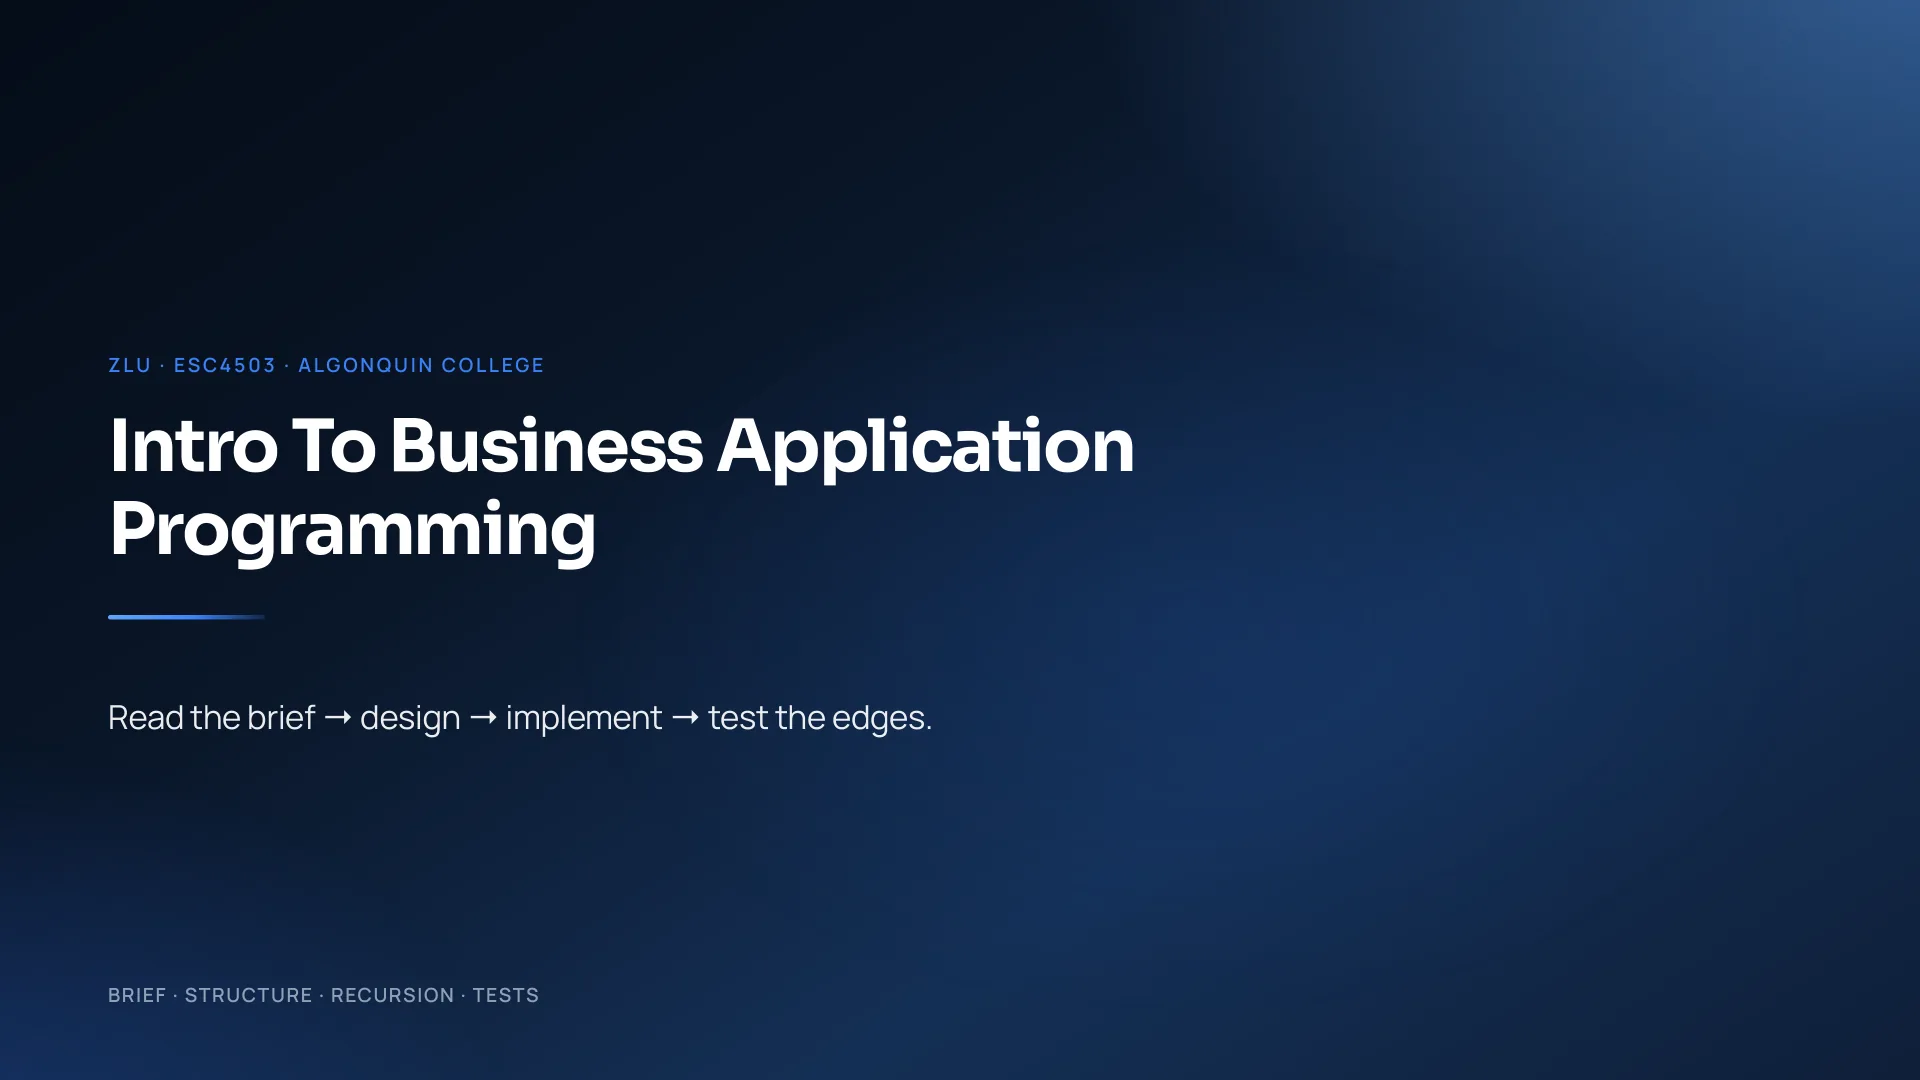 ZLU · ESC4503 · ALGONQUIN COLLEGE
Intro To Business Application
Programming
Read the brief → design → implement → test the edges.
BRIEF · STRUCTURE · RECURSION · TESTS